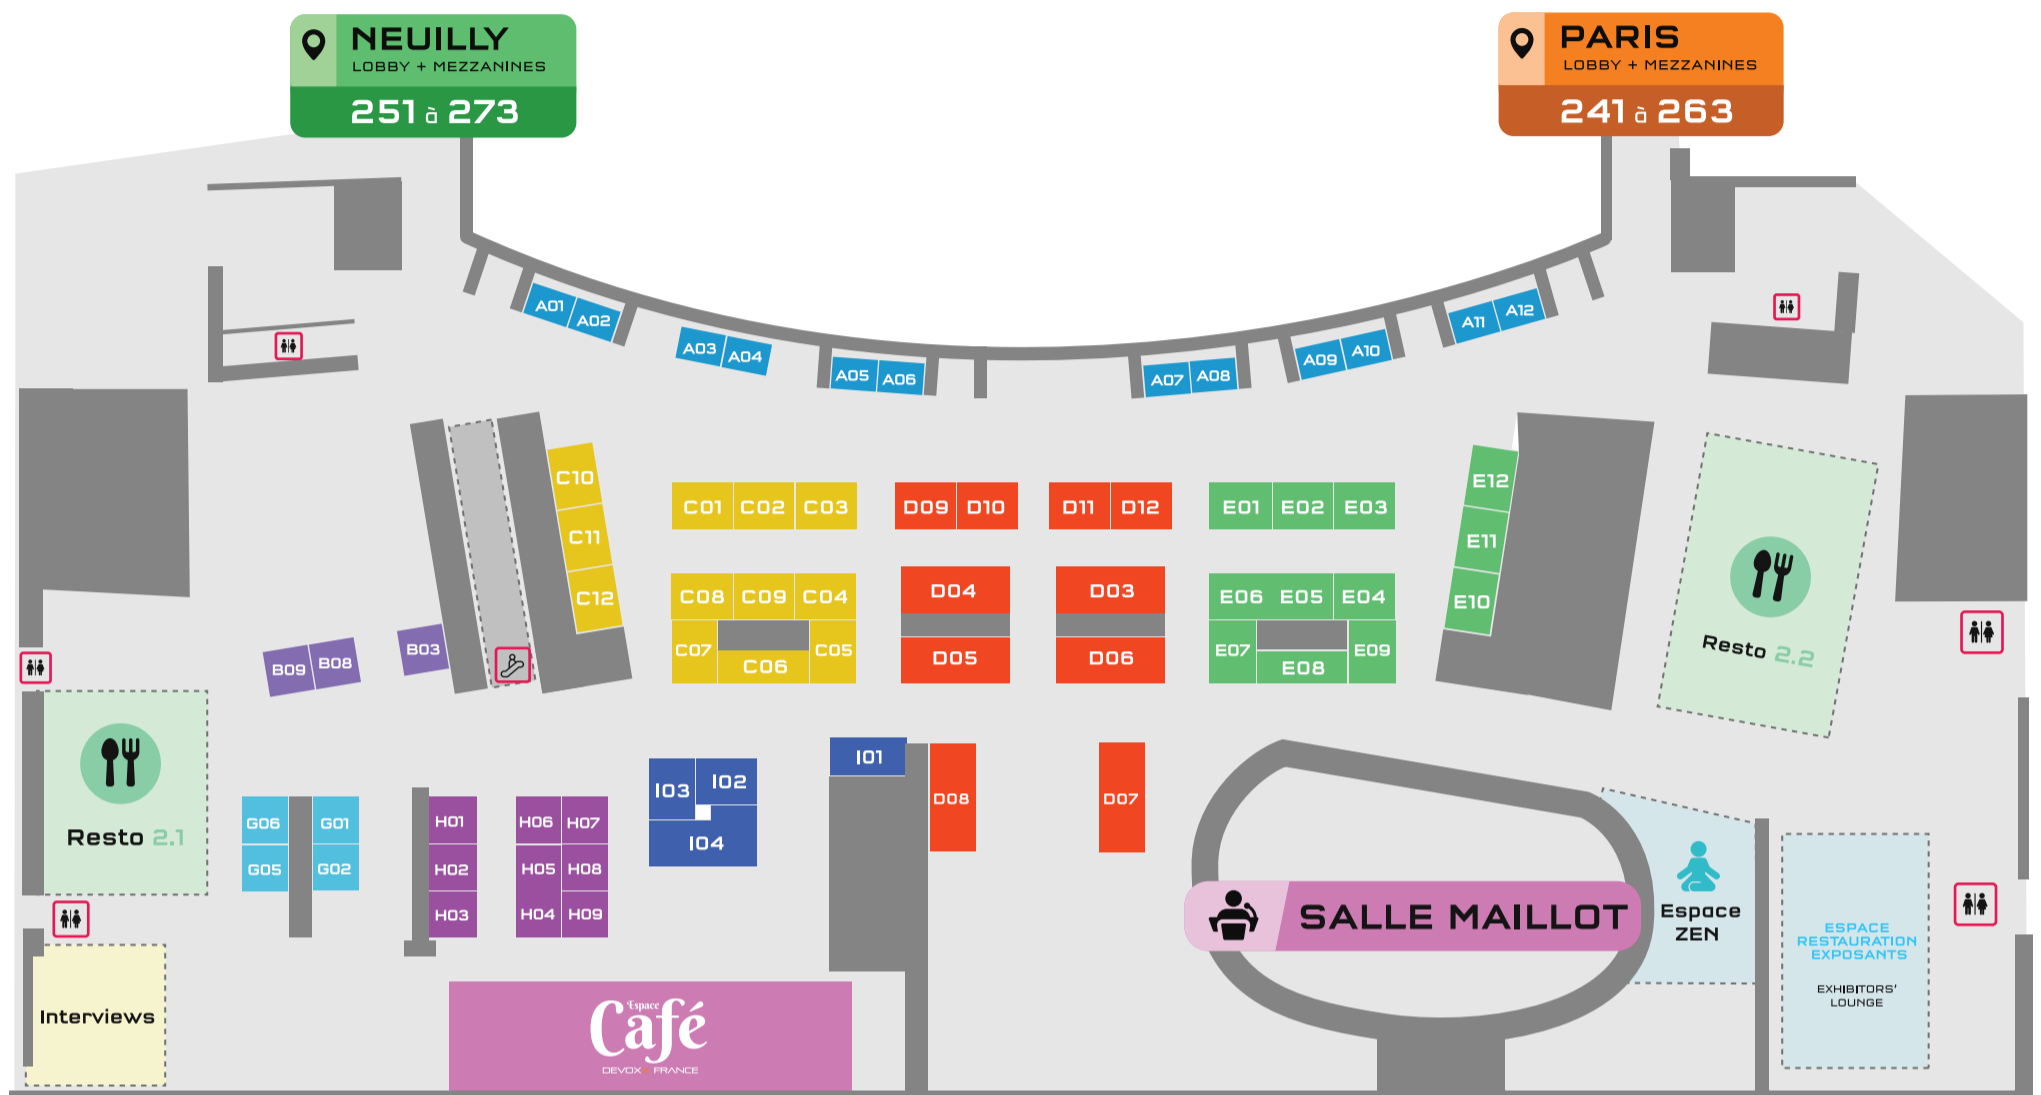 NEUILLY
LOBBY + MEZZANINES
251 à 273
PARIS
LOBBY + MEZZANINES
241 à 263
A01
A02
A03
A04
A05
A06
A07
A08
A09
A10
A11
A12
C10
C11
C12
C01
C02
C03
D09
D10
D11
D12
E01
E02
E03
E12
E11
E10
C08
C09
C04
C07
C06
C05
D04
D05
D03
D06
E06
E05
E04
E07
E08
E09
Resto 2.2
B09
B08
B03
Resto 2.1
G06
G01
G05
G02
H01
H02
H03
H06
H07
H05
H08
H04
H09
I03
I02
I04
I01
D08
D07
SALLE MAILLOT
Espace
ZEN
ESPACE
RESTAURATION
EXPOSANTS
EXHIBITORS'
LOUNGE
Interviews
Espace
Café
DEVOXX FRANCE